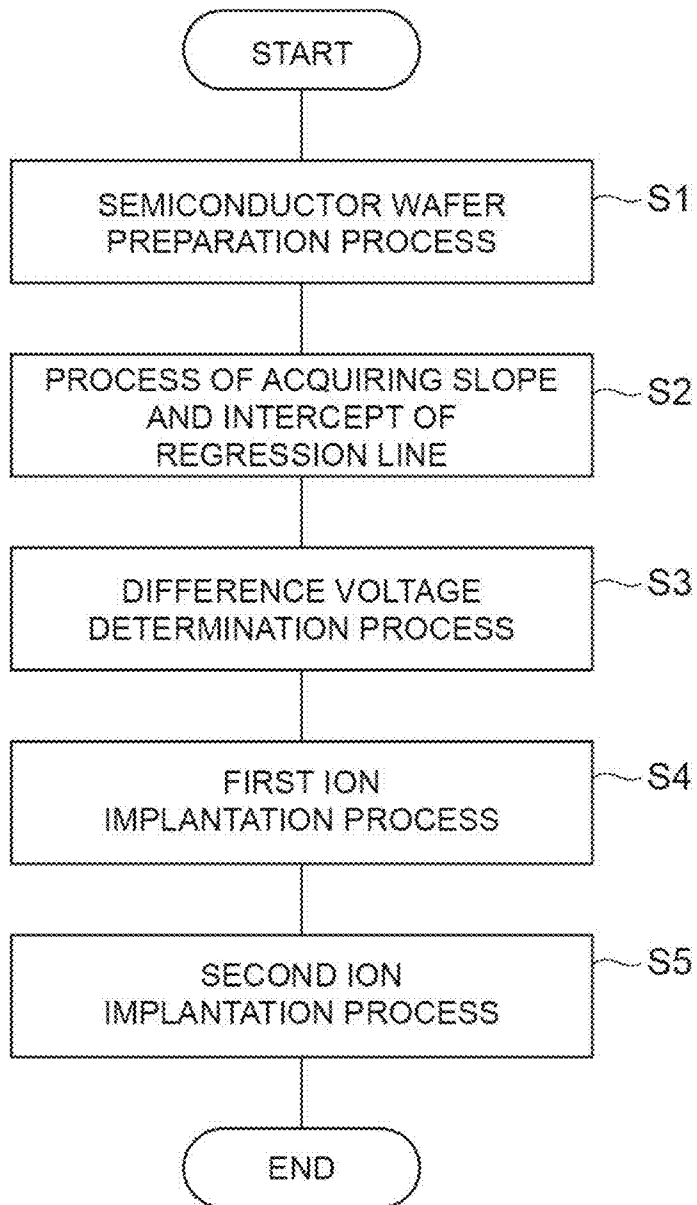 START
SEMICONDUCTOR WAFER
PREPARATION PROCESS
S1
PROCESS OF ACQUIRING SLOPE
AND INTERCEPT OF
REGRESSION LINE
S2
DIFFERENCE VOLTAGE
DETERMINATION PROCESS
S3
FIRST ION
IMPLANTATION PROCESS
S4
SECOND ION
IMPLANTATION PROCESS
S5
END